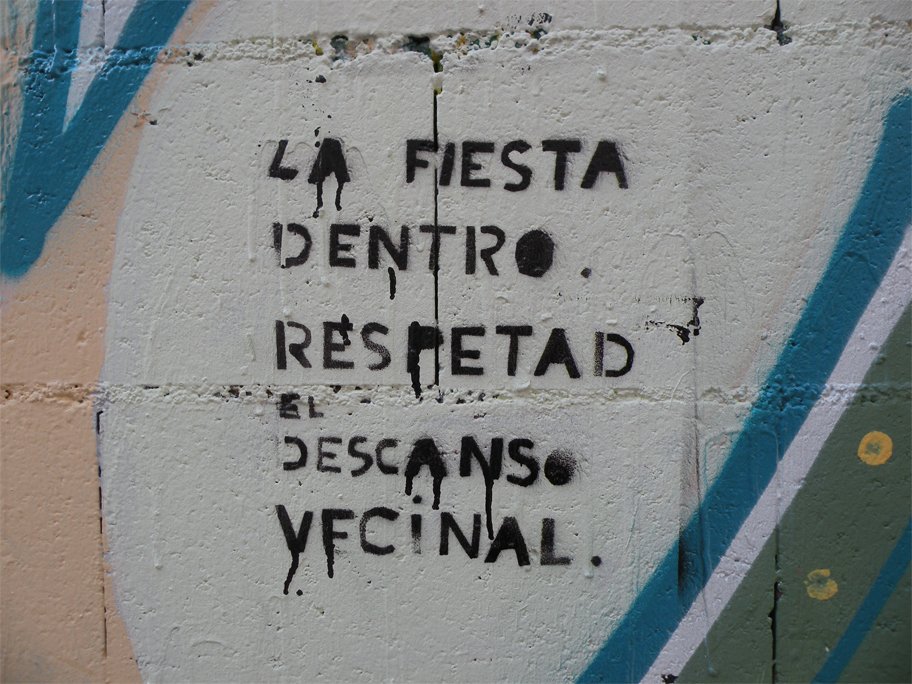 LA FIESTA
DENTRO.
RESPETAD
EL
DESCANSO
VECiNAL.